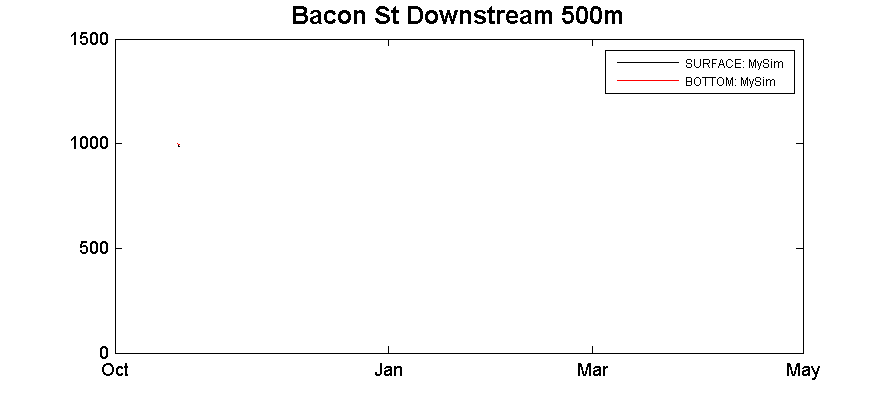 Bacon St Downstream 500m
1500
SURFACE: MySim
BOTTOM: MySim
1000
500
0
Oct Jan Mar May